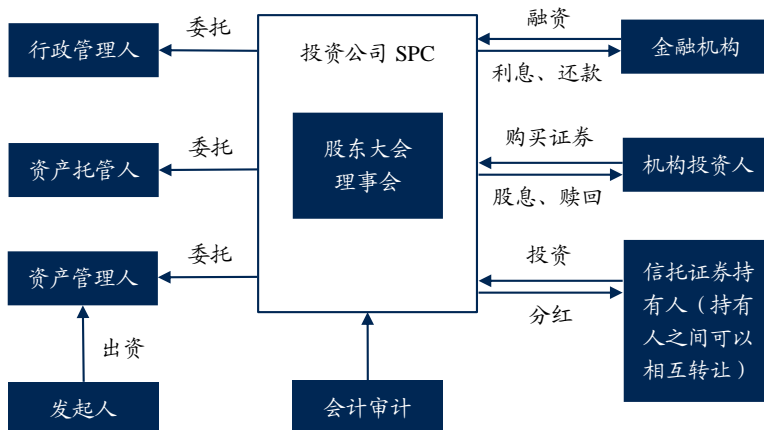 委托
融资
行政管理人
投资公司 SPC
金融机构
利息、还款
委托
购买证券
资产托管人
股东大会
理事会
机构投资人
股息、赎回
委托
投资
资产管理人
信托证券持
有人（持有
人之间可以
相互转让）
分红
出资
发起人
会计审计